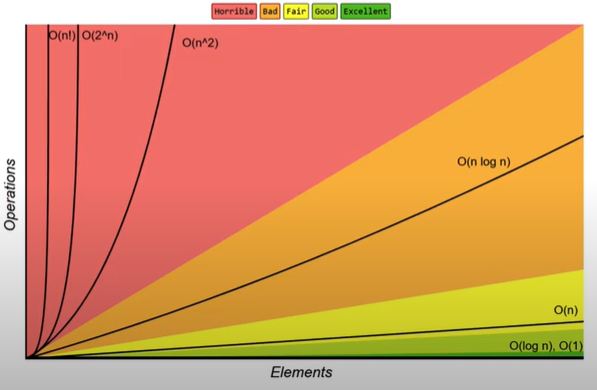 Horrible Bad Fair Good Excellent
O(n!) O(2^n)
O(n^2)
O(n log n)
O(n)
O(log n), O(1)
Operations
Elements